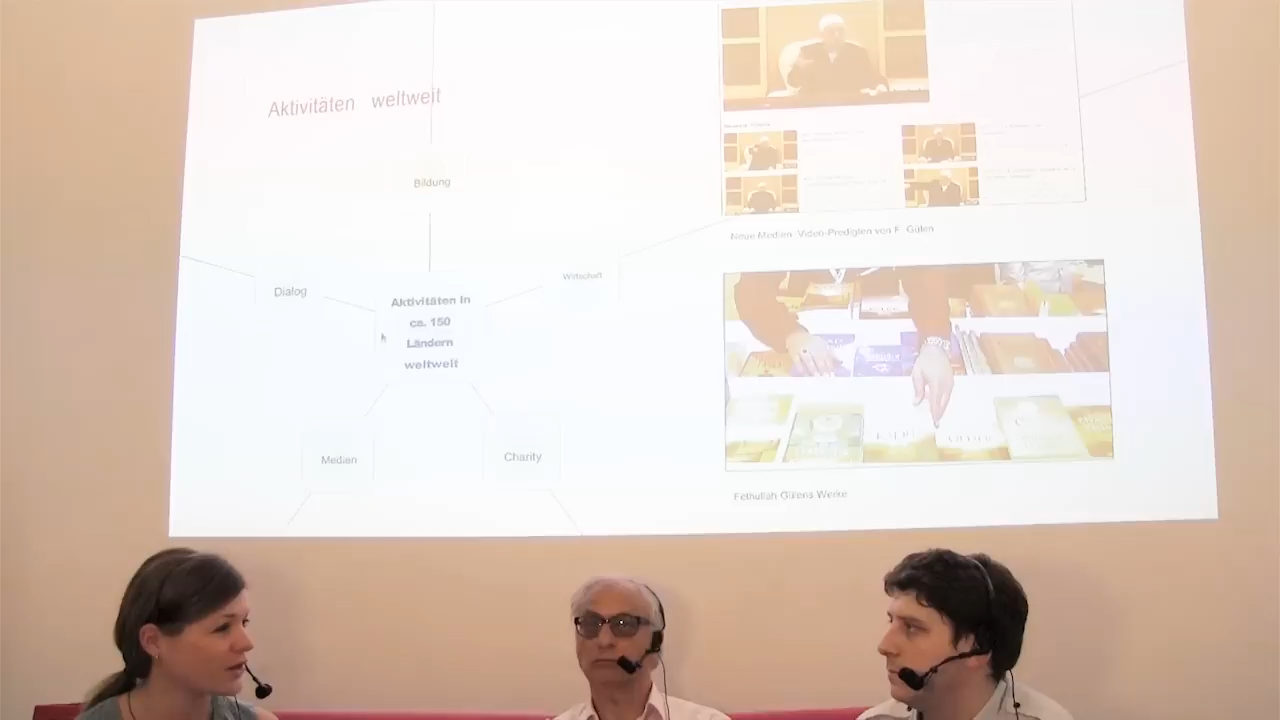 Aktivitäten weltweit
Bildung
Dialog
Wirtschaft
Aktivitäten in
ca. 150
Ländern
weltweit
Medien
Charity
Neue Medien: Video-Predigten von F. Gülen
Fethullah Gülens Werke